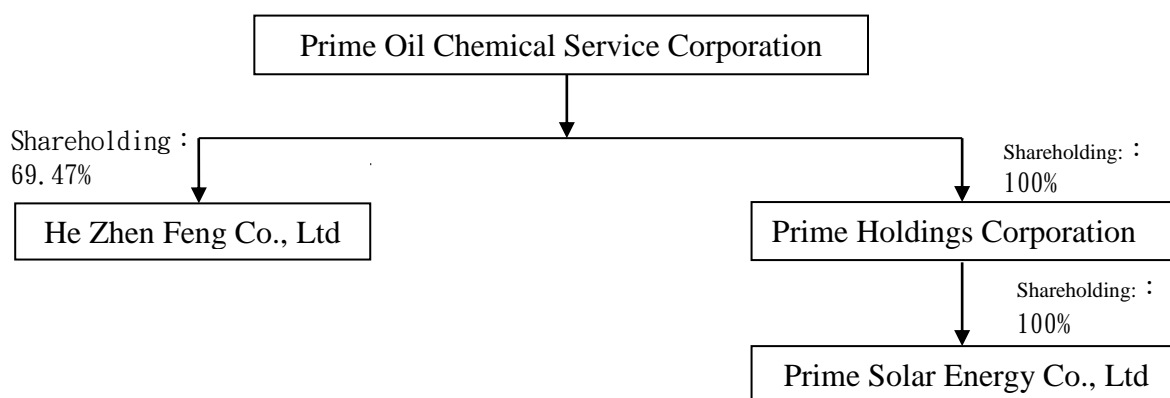 Prime Oil Chemical Service Corporation
Shareholding：
69.47%
Shareholding:：
100%
He Zhen Feng Co., Ltd
Prime Holdings Corporation
Shareholding:：
100%
Prime Solar Energy Co., Ltd